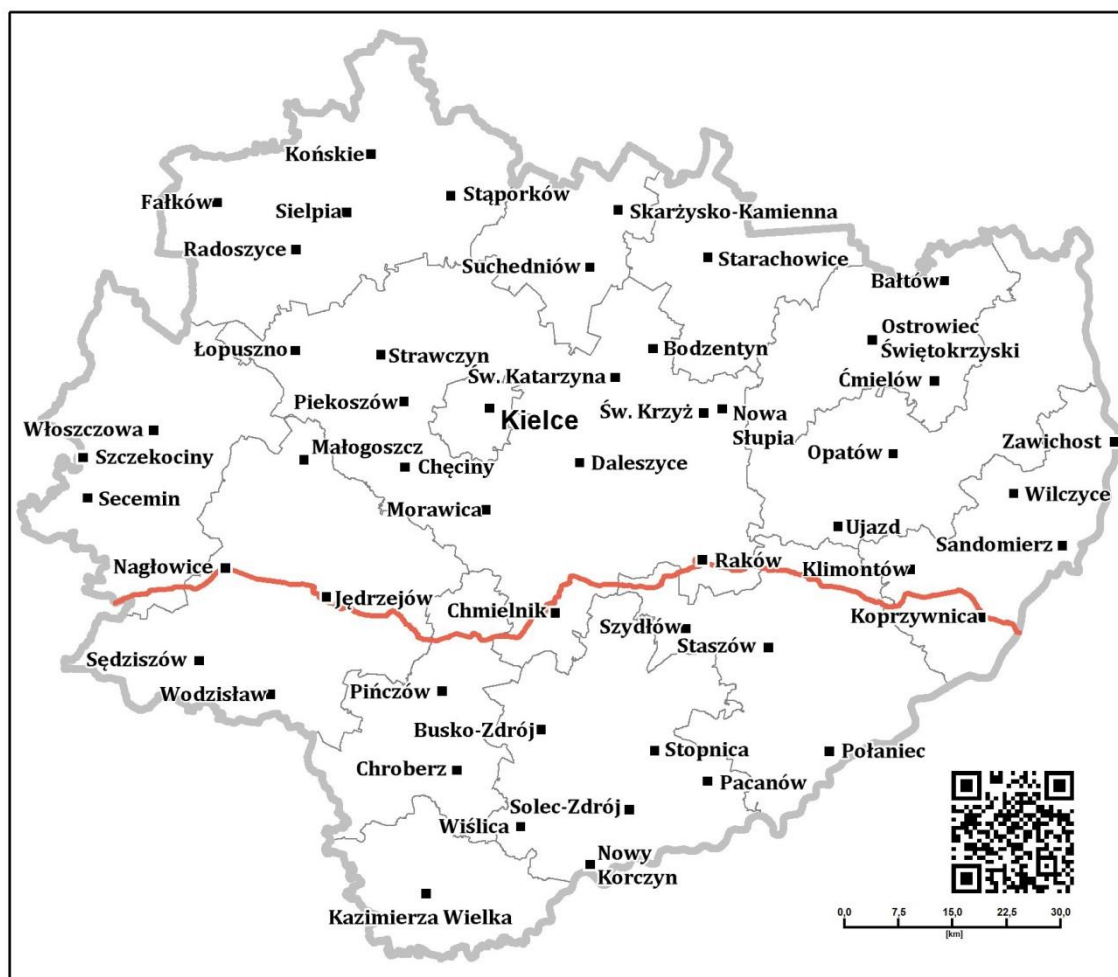 Końskie
Stąporków
Fałków
Sielpia
Skarżysko-Kamienna
Radoszyce
Starachowice
Suchedniów
Bałtów
Ostrowiec
Świętokrzyski
Łopuszno
Strawczyn
Bodzentyn
Św. Katarzyna
Ćmielów
Piekoszów
Kielce
Św. Krzyż
Nowa
Słupia
Włoszczowa
Małogoszcz
Zawichost
Szczekociny
Chęciny
Daleszyce
Opatów
Secemin
Wilczyce
Morawica
Ujazd
Sandomierz
Nagłowice
Raków
Klimontów
Jędrzejów
Chmielnik
Koprzywnica
Szydłów
Staszów
Sędziszów
Wodzisław
Pińczów
Busko-Zdrój
Stopnica
Połaniec
Chroberz
Pacanów
Solec-Zdrój
Wiślica
Nowy
Korczyn
Kazimierza Wielka
0,0 7,5 15,0 22,5 30,0
[km]